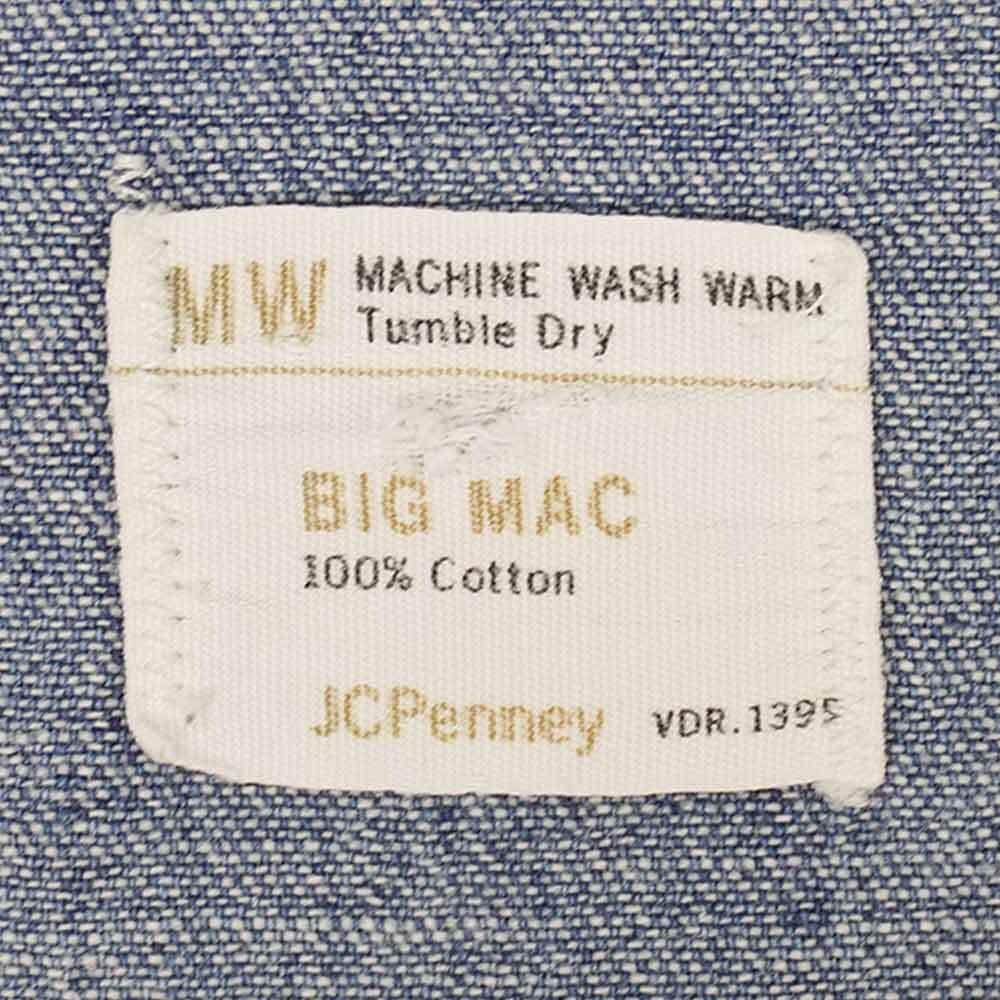 MW MACHINE WASH WARM
Tumble Dry
BIG MAC
100% Cotton
JCPenney VDR.1395